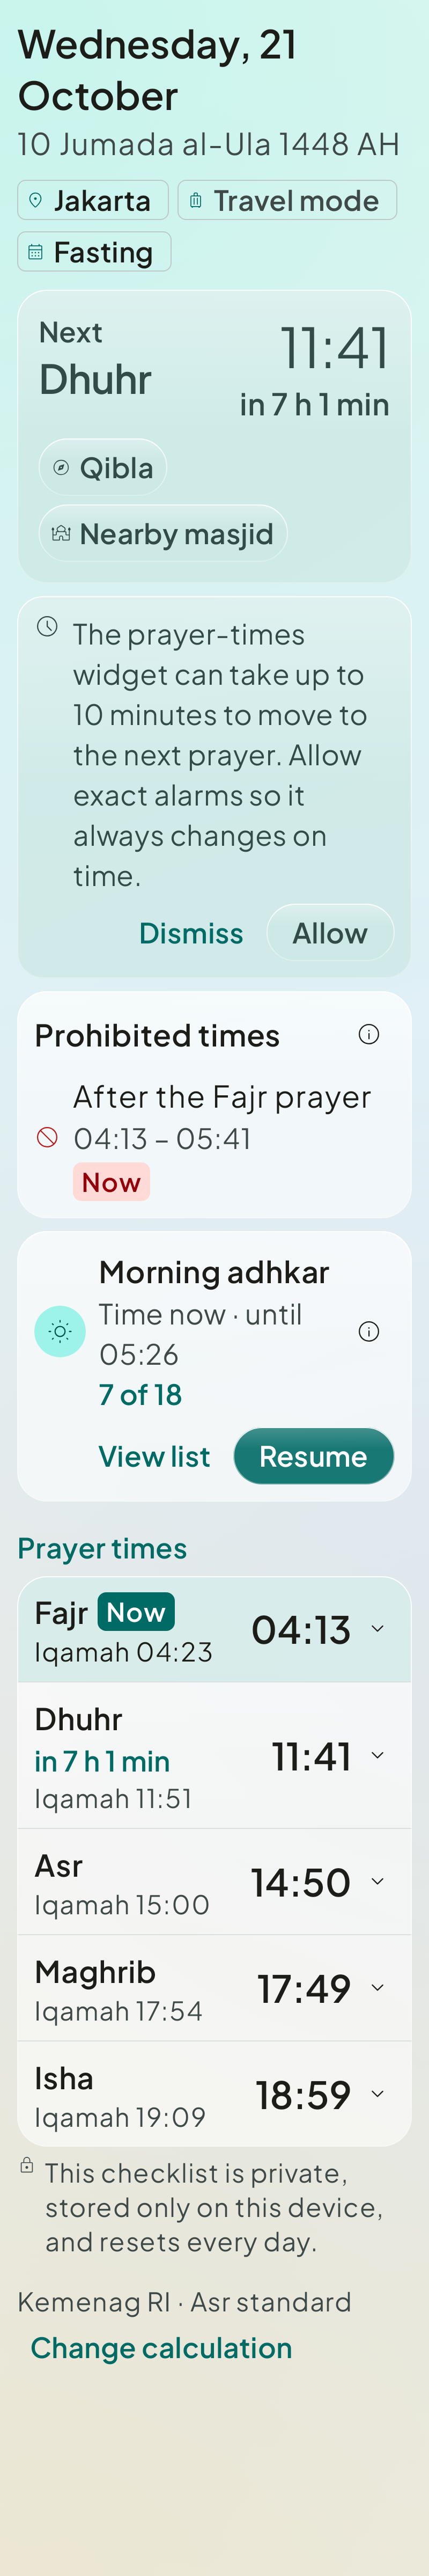 Wednesday, 21
October
10 Jumada al-Ula 1448 AH
Jakarta
Travel mode
Fasting
Next
Dhuhr
11:41
in 7 h 1 min
Qibla
Nearby masjid
The prayer-times
widget can take up to
10 minutes to move to
the next prayer. Allow
exact alarms so it
always changes on
time.
Dismiss
Allow
Prohibited times
After the Fajr prayer
04:13 – 05:41
Now
Morning adhkar
Time now · until
05:26
7 of 18
View list
Resume
Prayer times
Fajr Now
Iqamah 04:23
04:13
Dhuhr
in 7 h 1 min
Iqamah 11:51
11:41
Asr
Iqamah 15:00
14:50
Maghrib
Iqamah 17:54
17:49
Isha
Iqamah 19:09
18:59
This checklist is private,
stored only on this device,
and resets every day.
Kemenag RI · Asr standard
Change calculation